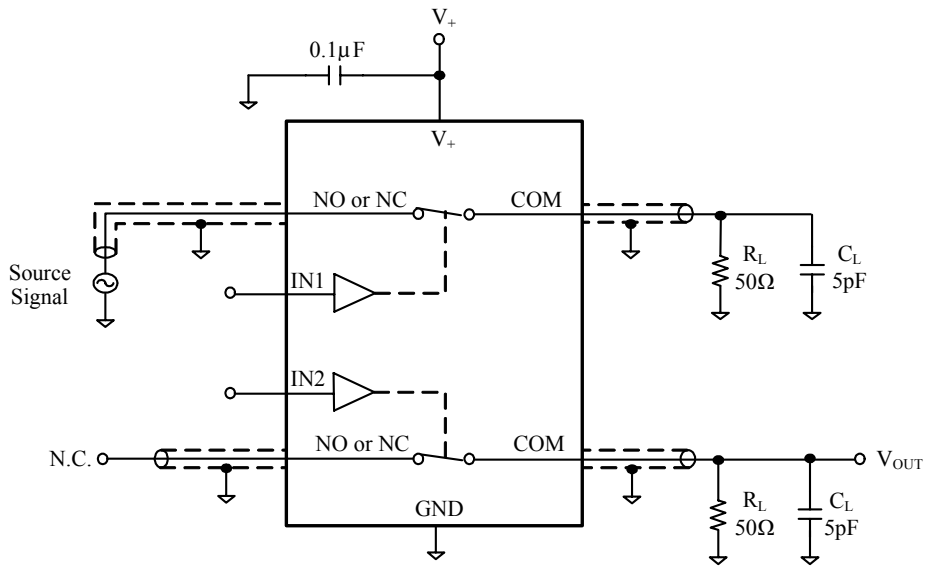 V+
0.1µF
V+
NO or NC
COM
Source
Signal
RL
50Ω
CL
5pF
IN1
IN2
N.C.
NO or NC
COM
VOUT
RL
50Ω
CL
5pF
GND